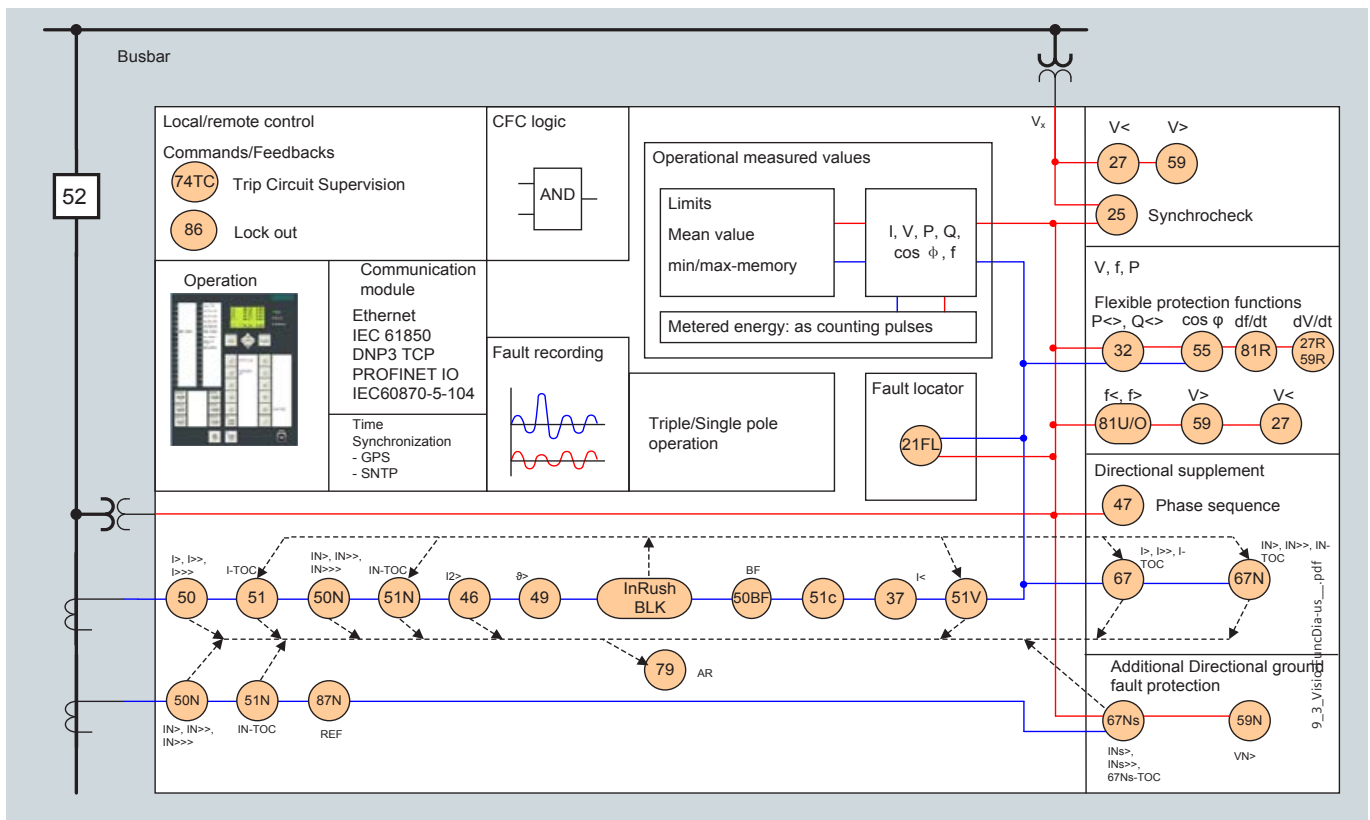 Busbar
52
Local/remote control
Commands/Feedbacks
74TC Trip Circuit Supervision
86 Lock out
CFC logic
AND
Operational measured values
Limits
Mean value
min/max-memory
I, V, P, Q,
cos φ, f
Metered energy: as counting pulses
Vx
V< V>
27 59
25 Synchrocheck
Operation
Communication
module
Ethernet
IEC 61850
DNP3 TCP
PROFINET IO
IEC60870-5-104
Time
Synchronization
- GPS
- SNTP
Fault recording
Triple/Single pole
operation
Fault locator
21FL
V, f, P
Flexible protection functions
P<>, Q<> cos φ df/dt dV/dt
32 55 81R 27R
59R
f<, f> V> V<
81U/O 59 27
Directional supplement
47 Phase sequence
I>, I>>, I-
TOC
IN>, IN>>, IN-
TOC
67 67N
I>, I>>,
I>>>
I-TOC
IN>, IN>>,
IN>>>
IN-TOC
I2>
ϑ>
BF
I<
50 51 50N 51N 46 49 InRush
BLK
50BF 51c 37 51V
79 AR
50N 51N 87N
IN>, IN>>,
IN>>>
IN-TOC
REF
Additional Directional ground
fault protection
67Ns 59N
INs>,
INs>>,
67Ns-TOC
VN>